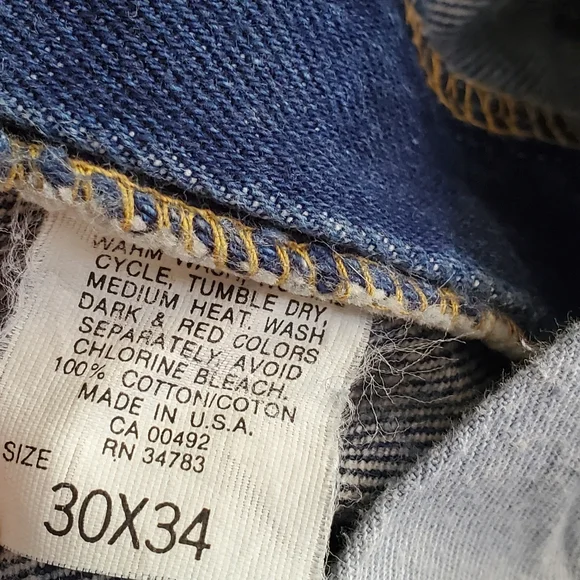 WARM
CYCLE, TUMBLE DRY,
MEDIUM HEAT. WASH
DARK & RED COLORS
SEPARATELY. AVOID
CHLORINE BLEACH.
100% COTTON/COTON
MADE IN U.S.A.
CA 00492
RN 34783
SIZE
30X34